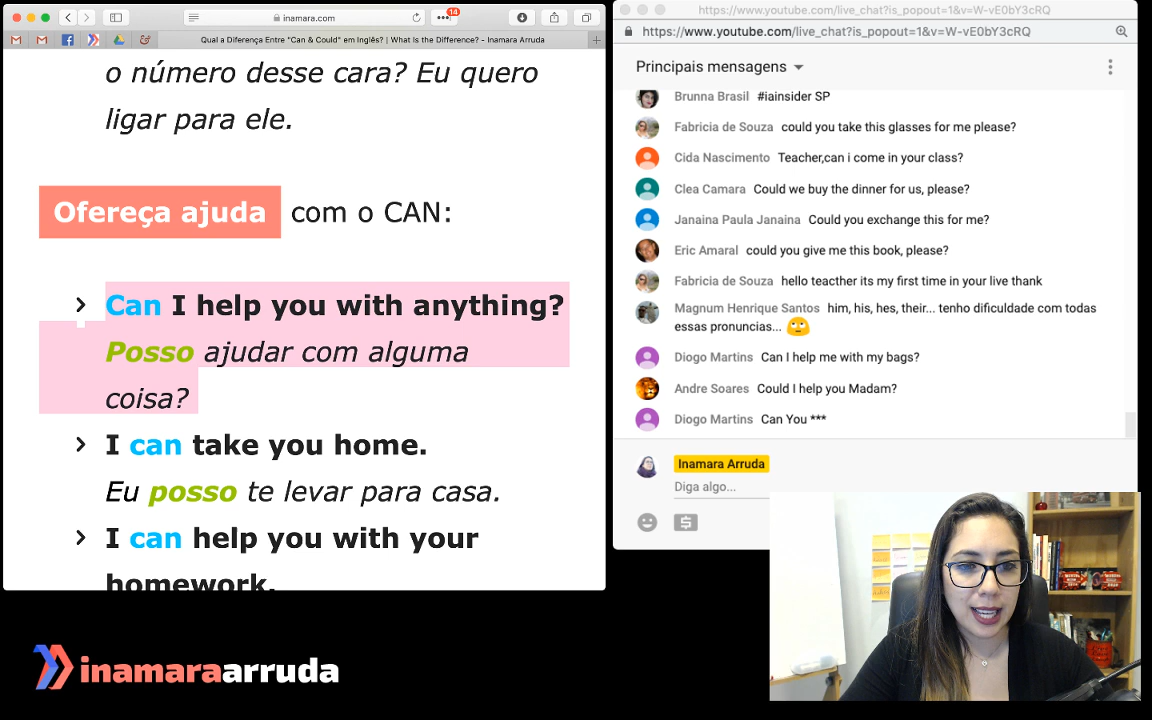 inamara.com
14
Qual a Diferença Entre "Can & Could" em Inglês? | What Is the Difference? - Inamara Arruda
o número desse cara? Eu quero
ligar para ele.
Ofereça ajuda com o CAN:
Can I help you with anything?
Posso ajudar com alguma
coisa?
I can take you home.
Eu posso te levar para casa.
I can help you with your
homework.
inamaraarruda
https://www.youtube.com/live_chat?is_popout=1&v=W-vE0bY3cRQ
https://www.youtube.com/live_chat?is_popout=1&v=W-vE0bY3cRQ
Principais mensagens
Brunna Brasil #iainsider SP
Fabricia de Souza could you take this glasses for me please?
Cida Nascimento Teacher,can i come in your class?
Clea Camara Could we buy the dinner for us, please?
Janaina Paula Janaina Could you exchange this for me?
Eric Amaral could you give me this book, please?
Fabricia de Souza hello teacther its my first time in your live thank
Magnum Henrique Santos him, his, hes, their... tenho dificuldade com todas
essas pronuncias...
Diogo Martins Can I help me with my bags?
Andre Soares Could I help you Madam?
Diogo Martins Can You ***
Inamara Arruda
Diga algo...